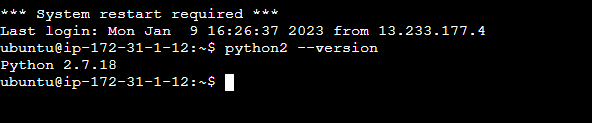 *** System restart required ***
Last login: Mon Jan  9 16:26:37 2023 from 13.233.177.4
ubuntu@ip-172-31-1-12:~$ python2 --version
Python 2.7.18
ubuntu@ip-172-31-1-12:~$